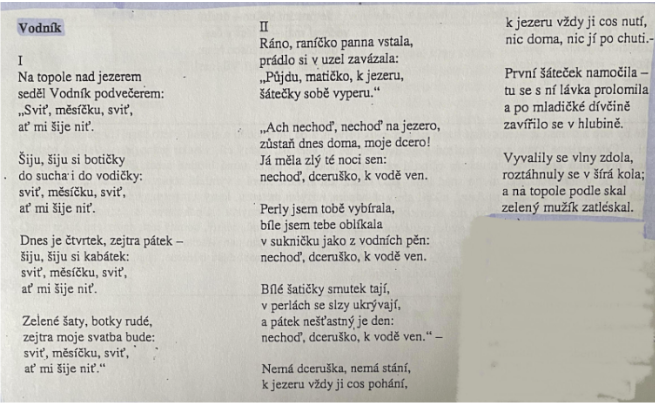 Vodník
I
Na topole nad jezerem
seděl Vodník podvečerem:
„Sviť, měsíčku, sviť,
ať mi šije niť.
Šiju, šiju si botičky
do sucha i do vodičky:
sviť, měsíčku, sviť,
ať mi šije niť.
Dnes je čtvrtek, zejtra pátek –
šiju, šiju si kabátek:
sviť, měsíčku, sviť,
ať mi šije niť.
Zelené šaty, botky rudé,
zejtra moje svatba bude:
sviť, měsíčku, sviť,
ať mi šije niť.“
II
Ráno, raníčko panna vstala,
prádlo si v uzel zavázala:
„Půjdu, matičko, k jezeru,
šátečky sobě vyperu.“
„Ach nechoď, nechoď na jezero,
zůstaň dnes doma, moje dcero!
Já měla zlý té noci sen:
nechoď, dceruško, k vodě ven.
Perly jsem tobě vybírala,
bíle jsem tebe oblíkala
v sukničku jako z vodních pěn:
nechoď, dceruško, k vodě ven.
Bílé šatičky smutek tají,
v perlách se slzy ukrývají,
a pátek nešťastný je den:
nechoď, dceruško, k vodě ven.“ –
Nemá dceruška, nemá stání,
k jezeru vždy ji cos pohání,
k jezeru vždy ji cos nutí,
nic doma, nic jí po chuti.-
První šáteček namočila –
tu se s ní lávka prolomila
a po mladičké dívčině
zavířilo se v hlubině.
Vyvalily se vlny zdola,
roztáhnuly se v šírá kola;
a na topole podle skal
zelený mužík zatleskal.